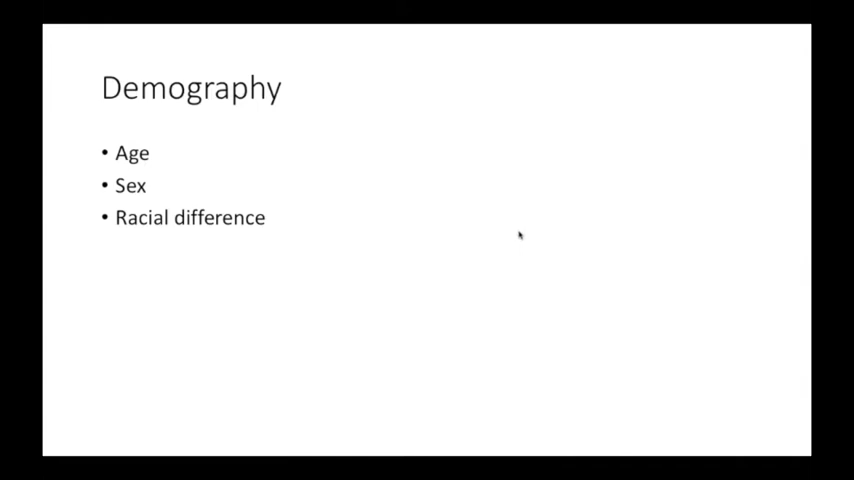 Demography
• Age
• Sex
• Racial difference